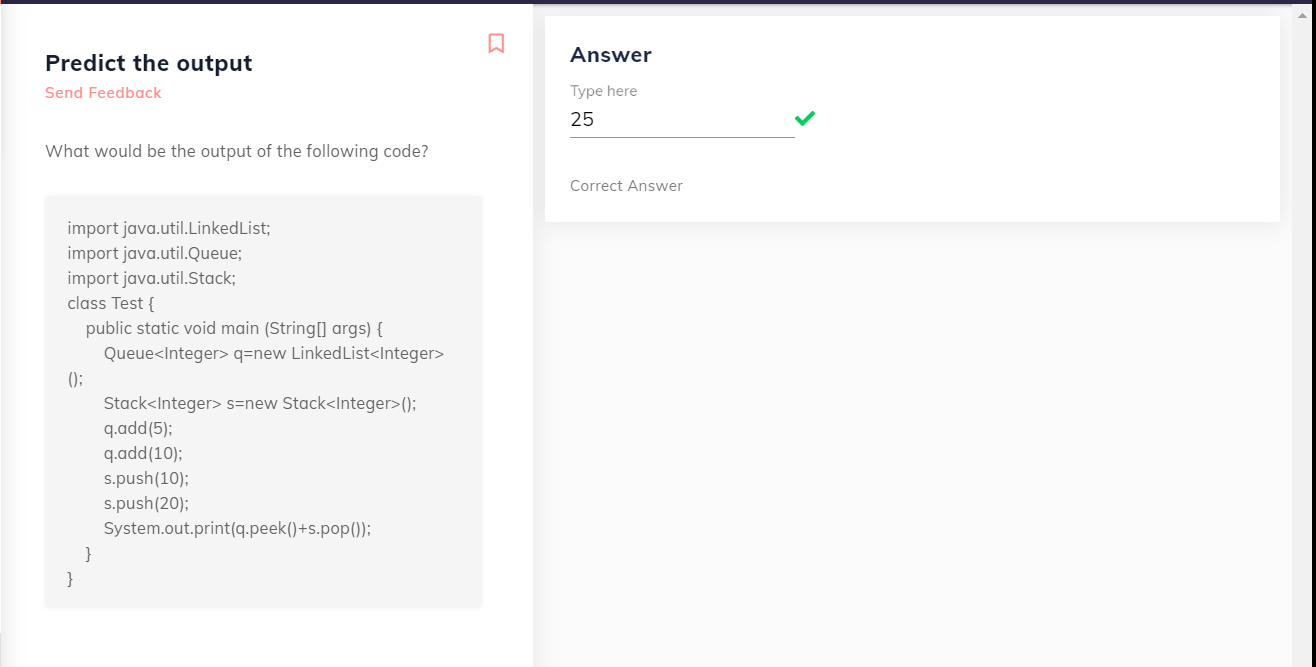 Predict the output
Send Feedback
What would be the output of the following code?
import java.util.LinkedList;
import java.util.Queue;
import java.util.Stack;
class Test {
    public static void main (String[] args) {
        Queue<Integer> q=new LinkedList<Integer>
();
        Stack<Integer> s=new Stack<Integer>();
        q.add(5);
        q.add(10);
        s.push(10);
        s.push(20);
        System.out.print(q.peek()+s.pop());
    }
}
Answer
Type here
25
Correct Answer